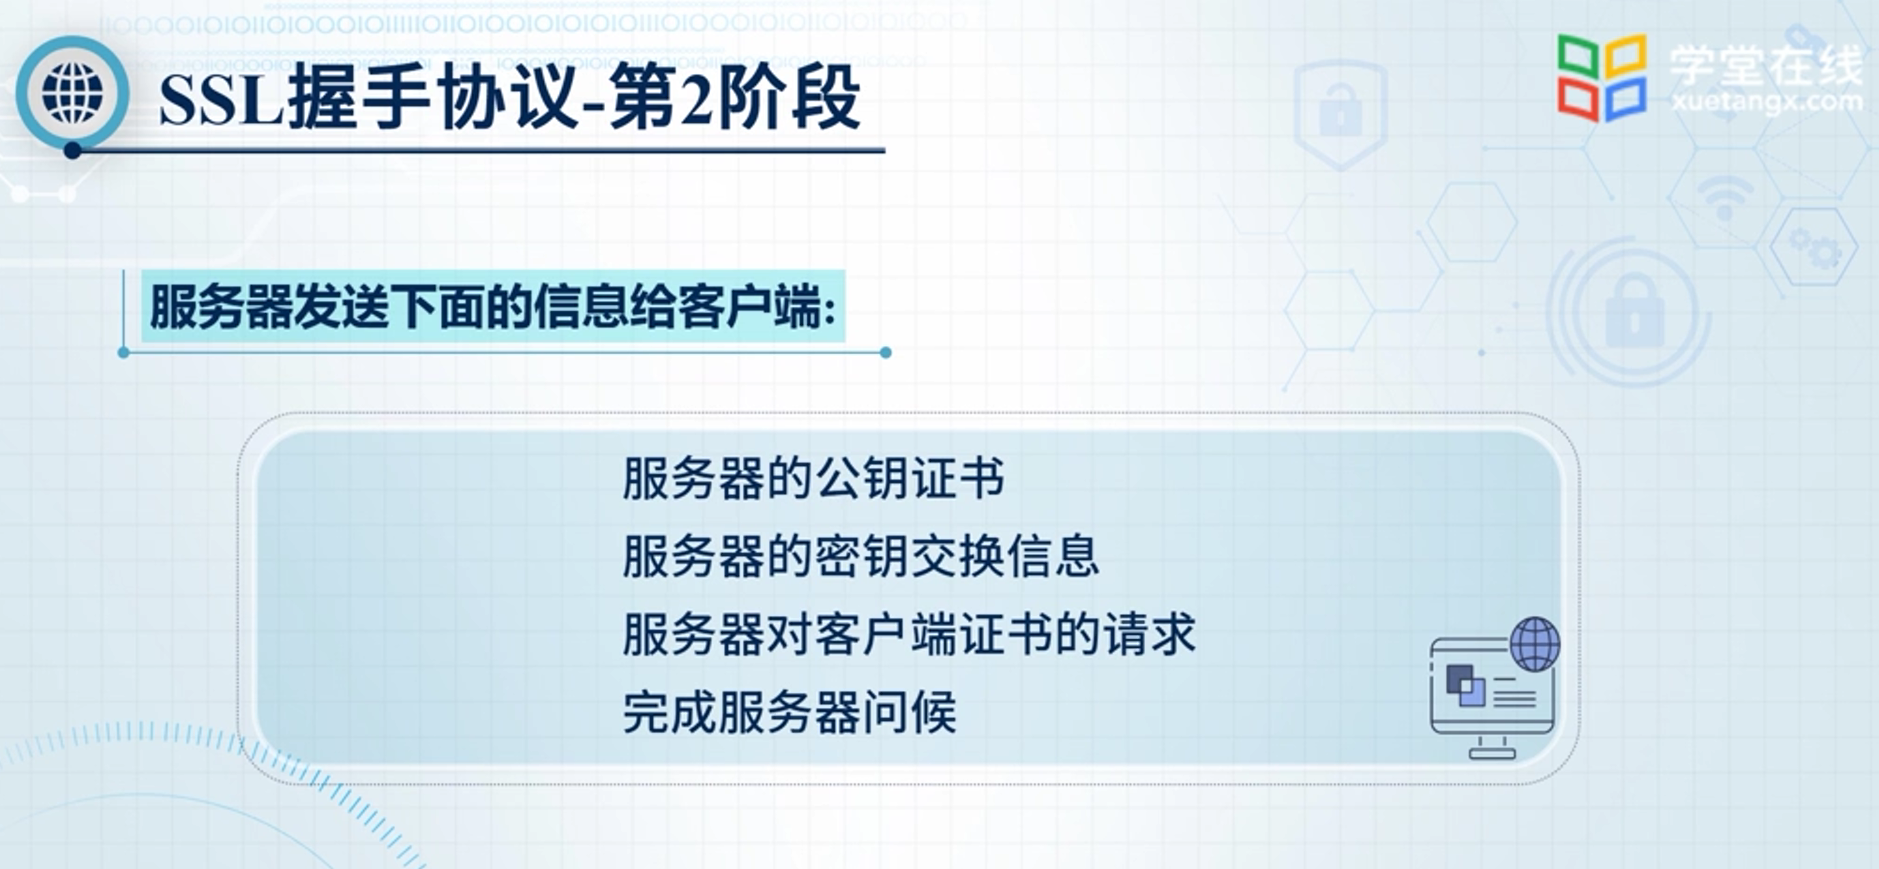 SSL握手协议-第2阶段
学堂在线
xuetangx.com
服务器发送下面的信息给客户端:
服务器的公钥证书
服务器的密钥交换信息
服务器对客户端证书的请求
完成服务器问候